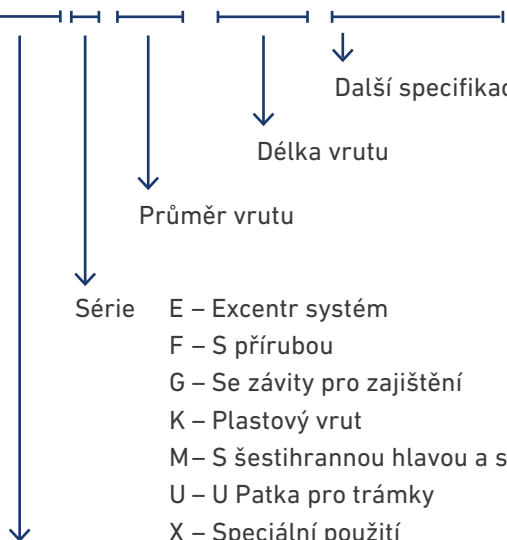 Další specifikac
Délka vrutu
Průměr vrutu
Série E – Excentr systém
F – S přírubou
G – Se závity pro zajištění
K – Plastový vrut
M – S šestihrannou hlavou a s
U – U Patka pro trámky
X – Speciální použití